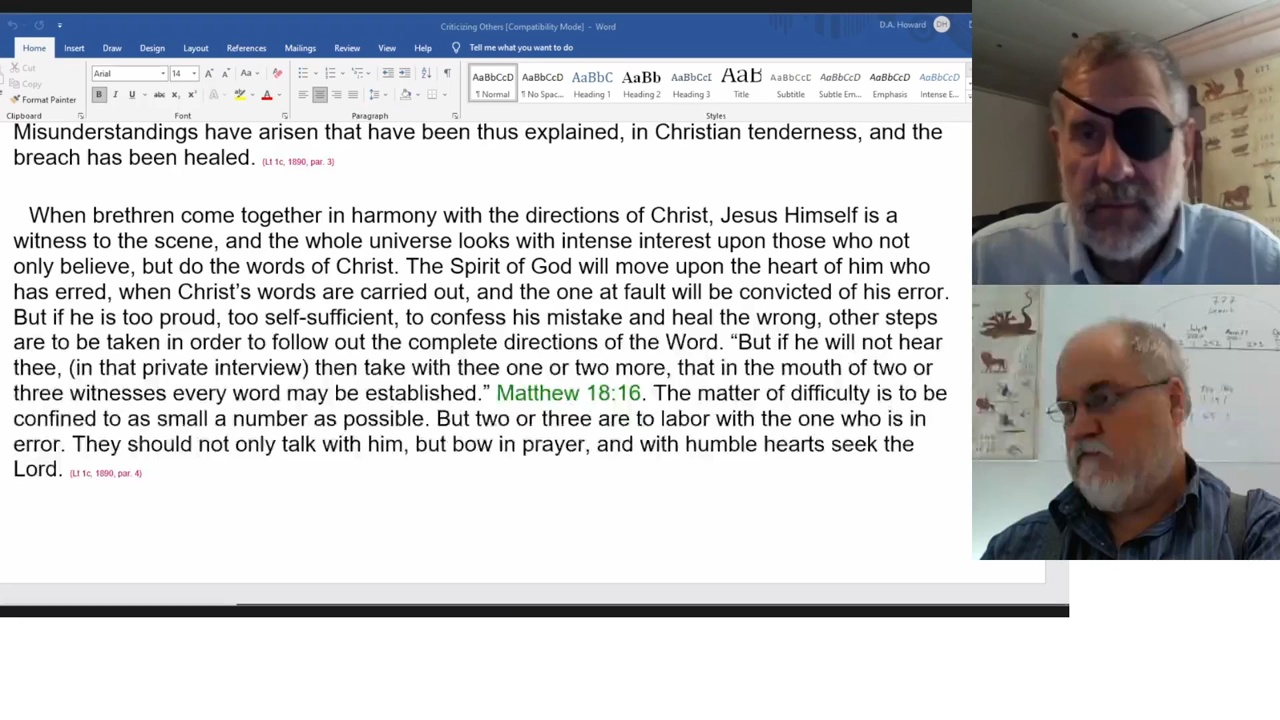 Criticizing Others [Compatibility Mode] - Word
D.A. Howard
DH
Home Insert Draw Design Layout References Mailings Review View Help Tell me what you want to do
Cut
Copy
Format Painter
Arial 14
Clipboard Font Paragraph Styles
AaBbCcD AaBbCcD AaBbC AaBb AaBbCcI AaB AaBbCcD AaBbCcD AaBbCcD AaBbCcD
¶ Normal ¶ No Spac... Heading 1 Heading 2 Heading 3 Title Subtitle Subtle Em... Emphasis Intense E...
Misunderstandings have arisen that have been thus explained, in Christian tenderness, and the
breach has been healed. (Lt 1c, 1890, par. 3)
When brethren come together in harmony with the directions of Christ, Jesus Himself is a
witness to the scene, and the whole universe looks with intense interest upon those who not
only believe, but do the words of Christ. The Spirit of God will move upon the heart of him who
has erred, when Christ’s words are carried out, and the one at fault will be convicted of his error.
But if he is too proud, too self-sufficient, to confess his mistake and heal the wrong, other steps
are to be taken in order to follow out the complete directions of the Word. “But if he will not hear
thee, (in that private interview) then take with thee one or two more, that in the mouth of two or
three witnesses every word may be established.” Matthew 18:16. The matter of difficulty is to be
confined to as small a number as possible. But two or three are to labor with the one who is in
error. They should not only talk with him, but bow in prayer, and with humble hearts seek the
Lord. (Lt 1c, 1890, par. 4)
777